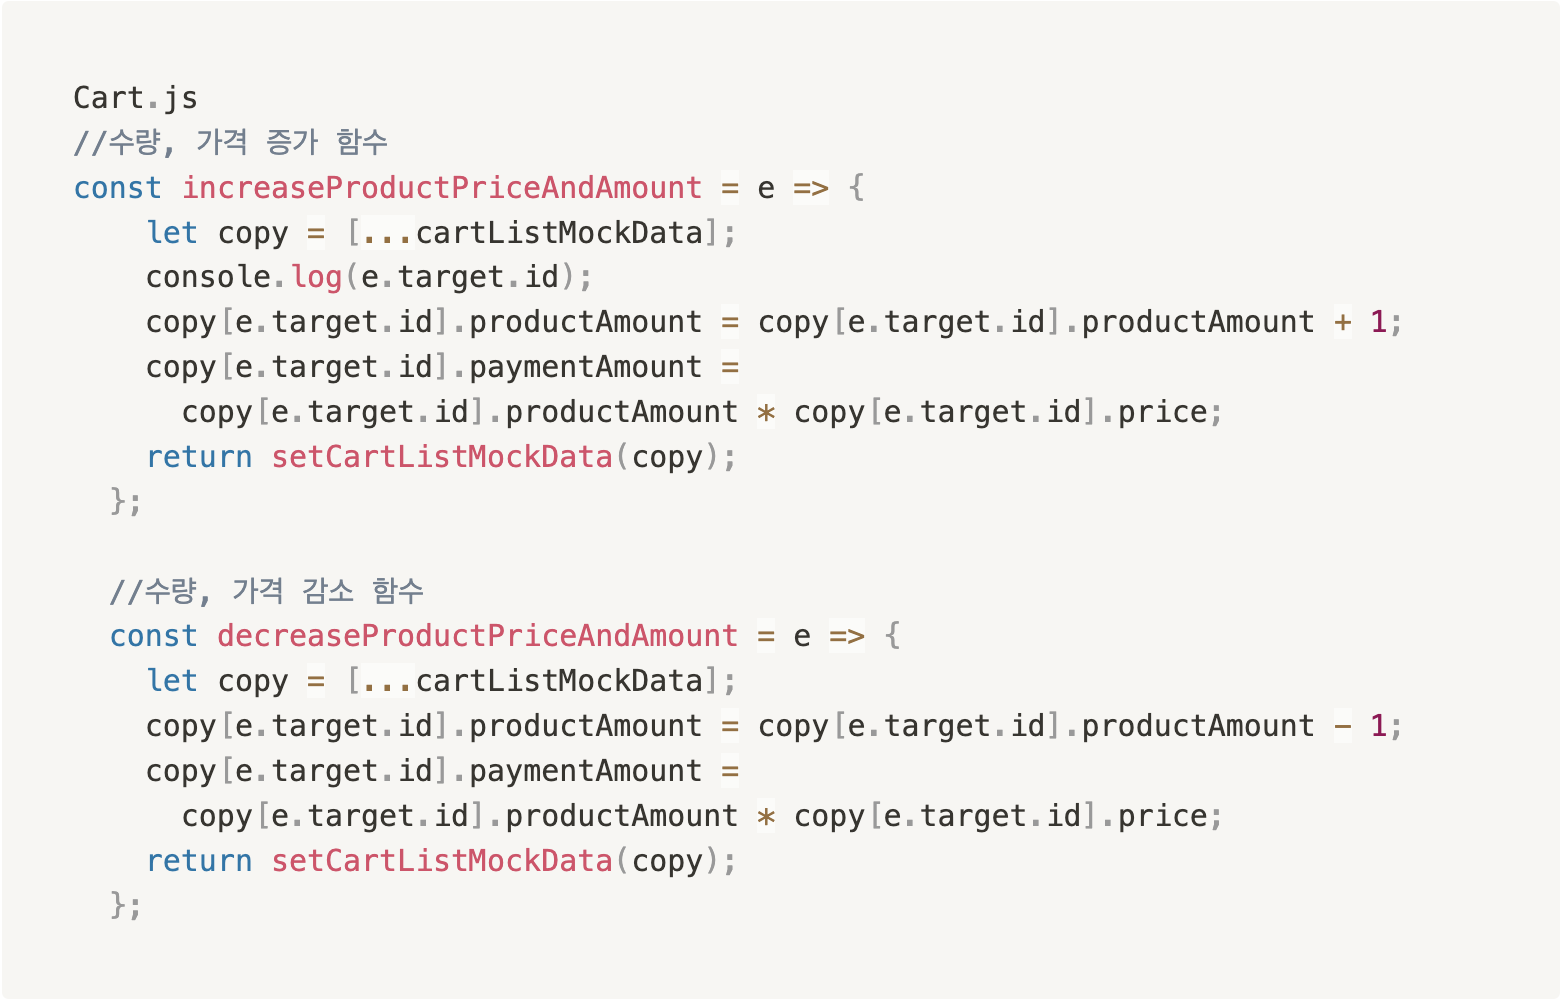 Cart.js
//수량, 가격 증가 함수
const increaseProductPriceAndAmount = e => {
    let copy = [...cartListMockData];
    console.log(e.target.id);
    copy[e.target.id].productAmount = copy[e.target.id].productAmount + 1;
    copy[e.target.id].paymentAmount =
      copy[e.target.id].productAmount * copy[e.target.id].price;
    return setCartListMockData(copy);
  };

  //수량, 가격 감소 함수
  const decreaseProductPriceAndAmount = e => {
    let copy = [...cartListMockData];
    copy[e.target.id].productAmount = copy[e.target.id].productAmount - 1;
    copy[e.target.id].paymentAmount =
      copy[e.target.id].productAmount * copy[e.target.id].price;
    return setCartListMockData(copy);
  };